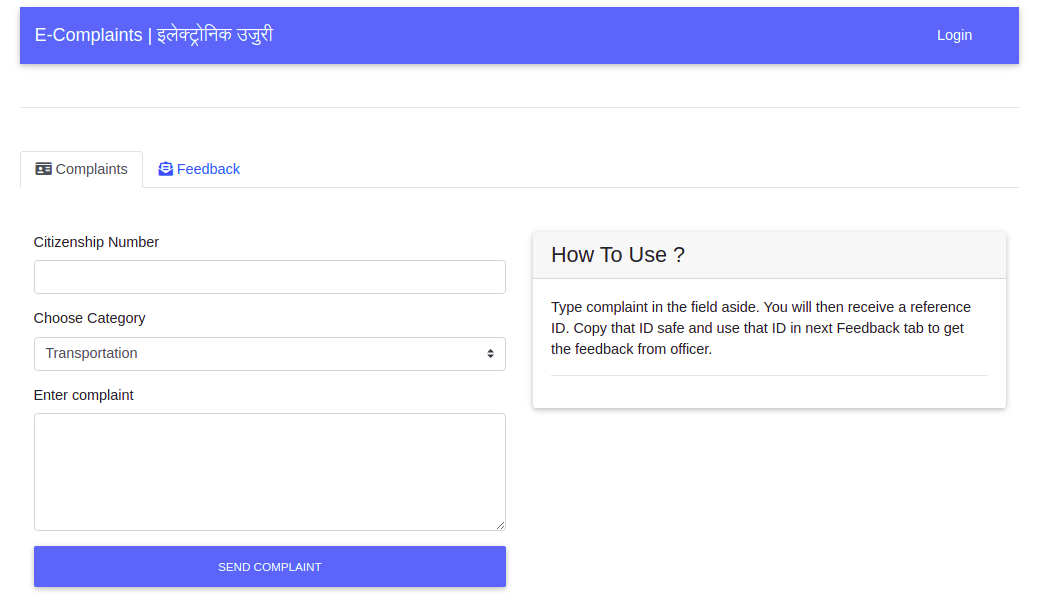 E-Complaints | इलेक्ट्रोनिक उजुरी
Login
Complaints
Feedback
Citizenship Number
Choose Category
Transportation
Enter complaint
SEND COMPLAINT
How To Use ?
Type complaint in the field aside. You will then receive a reference
ID. Copy that ID safe and use that ID in next Feedback tab to get
the feedback from officer.